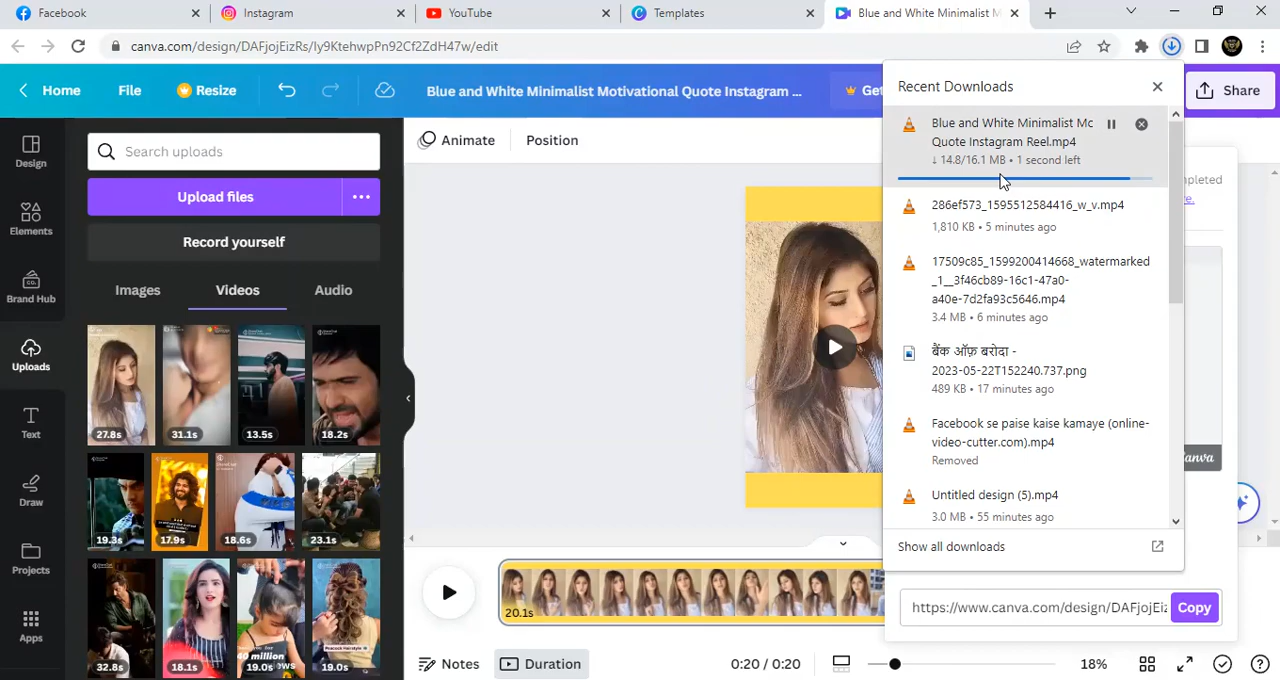 Facebook
Instagram
YouTube
Templates
Blue and White Minimalist M
canva.com/design/DAFjojEizRs/Iy9KtehwpPn92Cf2ZdH47w/edit
Home
File
Resize
Blue and White Minimalist Motivational Quote Instagram ...
Get
Share
Recent Downloads
Blue and White Minimalist Mc
Quote Instagram Reel.mp4
↓ 14.8/16.1 MB • 1 second left
286ef573_1595512584416_w_v.mp4
1,810 KB • 5 minutes ago
17509c85_1599200414668_watermarked
_1__3f46cb89-16c1-47a0-
a40e-7d2fa93c5646.mp4
3.4 MB • 6 minutes ago
बैंक ऑफ़ बरोदा -
2023-05-22T152240.737.png
489 KB • 17 minutes ago
Facebook se paise kaise kamaye (online-
video-cutter.com).mp4
Removed
Untitled design (5).mp4
3.0 MB • 55 minutes ago
Show all downloads
mpleted
e.
anva
https://www.canva.com/design/DAFjojEiz
Copy
Design
Elements
Brand Hub
Uploads
Text
Draw
Projects
Apps
Search uploads
Upload files
Record yourself
Images
Videos
Audio
27.8s
31.1s
13.5s
18.2s
19.3s
17.9s
18.6s
23.1s
32.8s
18.1s
19.0s
19.0s
Animate
Position
20.1s
Notes
Duration
0:20 / 0:20
18%